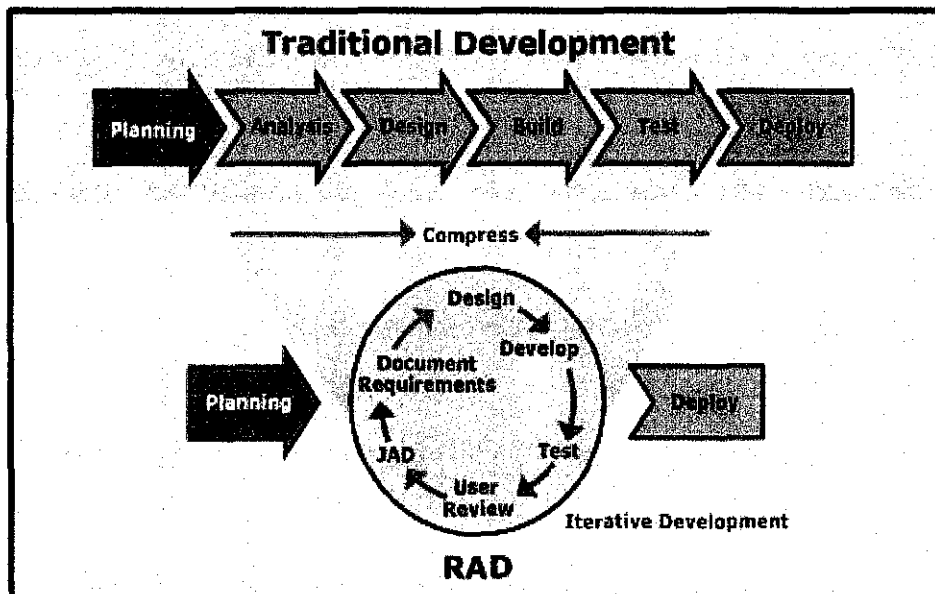 Traditional Development
Planning
Analysis
Design
Build
Test
Deploy
Compress
Design
Develop
Document
Requirements
Planning
Deploy
JAD
Test
User
Review
Iterative Development
RAD